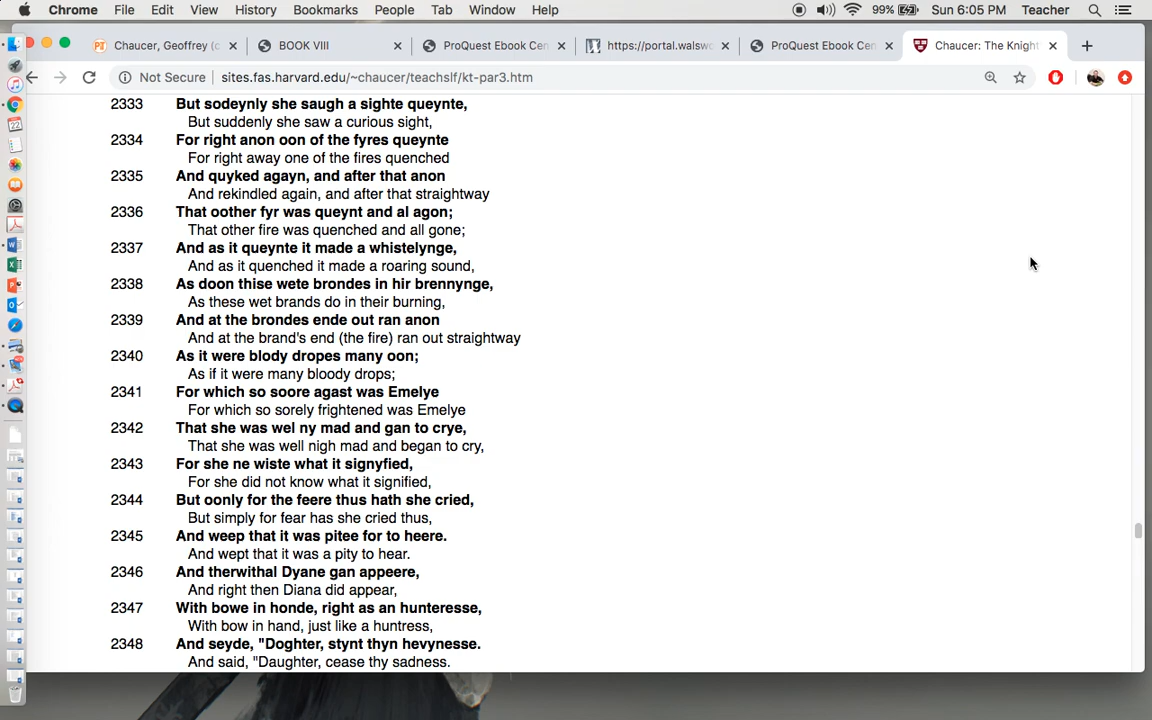 Chrome File Edit View History Bookmarks People Tab Window Help 99% Sun 6:05 PM Teacher
Chaucer, Geoffrey (c BOOK VIII ProQuest Ebook Cen https://portal.walswo ProQuest Ebook Cen Chaucer: The Knigh
Not Secure | sites.fas.harvard.edu/~chaucer/teachslf/kt-par3.htm
2333 But sodeynly she saugh a sighte queynte,
But suddenly she saw a curious sight,
2334 For right anon oon of the fyres queynte
For right away one of the fires quenched
2335 And quyked agayn, and after that anon
And rekindled again, and after that straightway
2336 That oother fyr was queynt and al agon;
That other fire was quenched and all gone;
2337 And as it queynte it made a whistelynge,
And as it quenched it made a roaring sound,
2338 As doon thise wete brondes in hir brennynge,
As these wet brands do in their burning,
2339 And at the brondes ende out ran anon
And at the brand's end (the fire) ran out straightway
2340 As it were blody dropes many oon;
As if it were many bloody drops;
2341 For which so soore agast was Emelye
For which so sorely frightened was Emelye
2342 That she was wel ny mad and gan to crye,
That she was well nigh mad and began to cry,
2343 For she ne wiste what it signyfied,
For she did not know what it signified,
2344 But oonly for the feere thus hath she cried,
But simply for fear has she cried thus,
2345 And weep that it was pitee for to heere.
And wept that it was a pity to hear.
2346 And therwithal Dyane gan appeere,
And right then Diana did appear,
2347 With bowe in honde, right as an hunteresse,
With bow in hand, just like a huntress,
2348 And seyde, "Doghter, stynt thyn hevynesse.
And said, "Daughter, cease thy sadness.